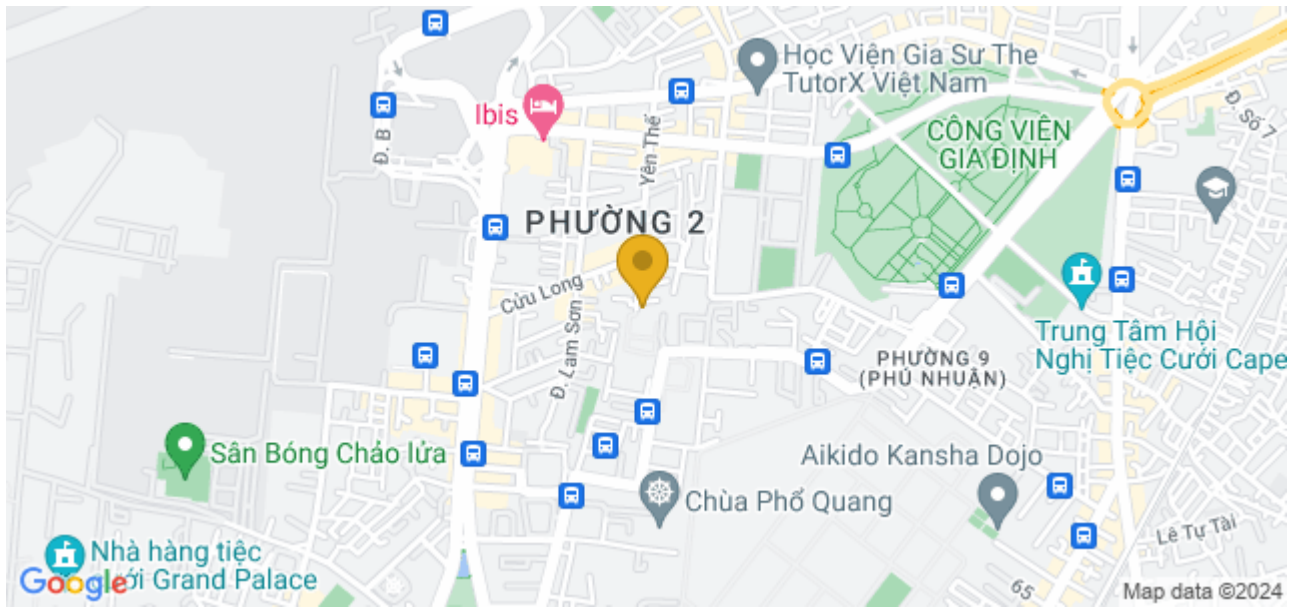 Học Viện Gia Sư The
TutorX Việt Nam
Đ. Số 7
Ibis
Đ. B
Yên Thế
CÔNG VIÊN
GIA ĐỊNH
PHƯỜNG 2
Cửu Long
Đ. Lam Sơn
Trung Tâm Hội
Nghị Tiệc Cưới Cape
PHƯỜNG 9
(PHÚ NHUẬN)
Sân Bóng Chảo lửa
Aikido Kansha Dojo
Chùa Phổ Quang
Lê Tự Tài
Nhà hàng tiệc
ới Grand Palace
Google
65
Map data ©2024